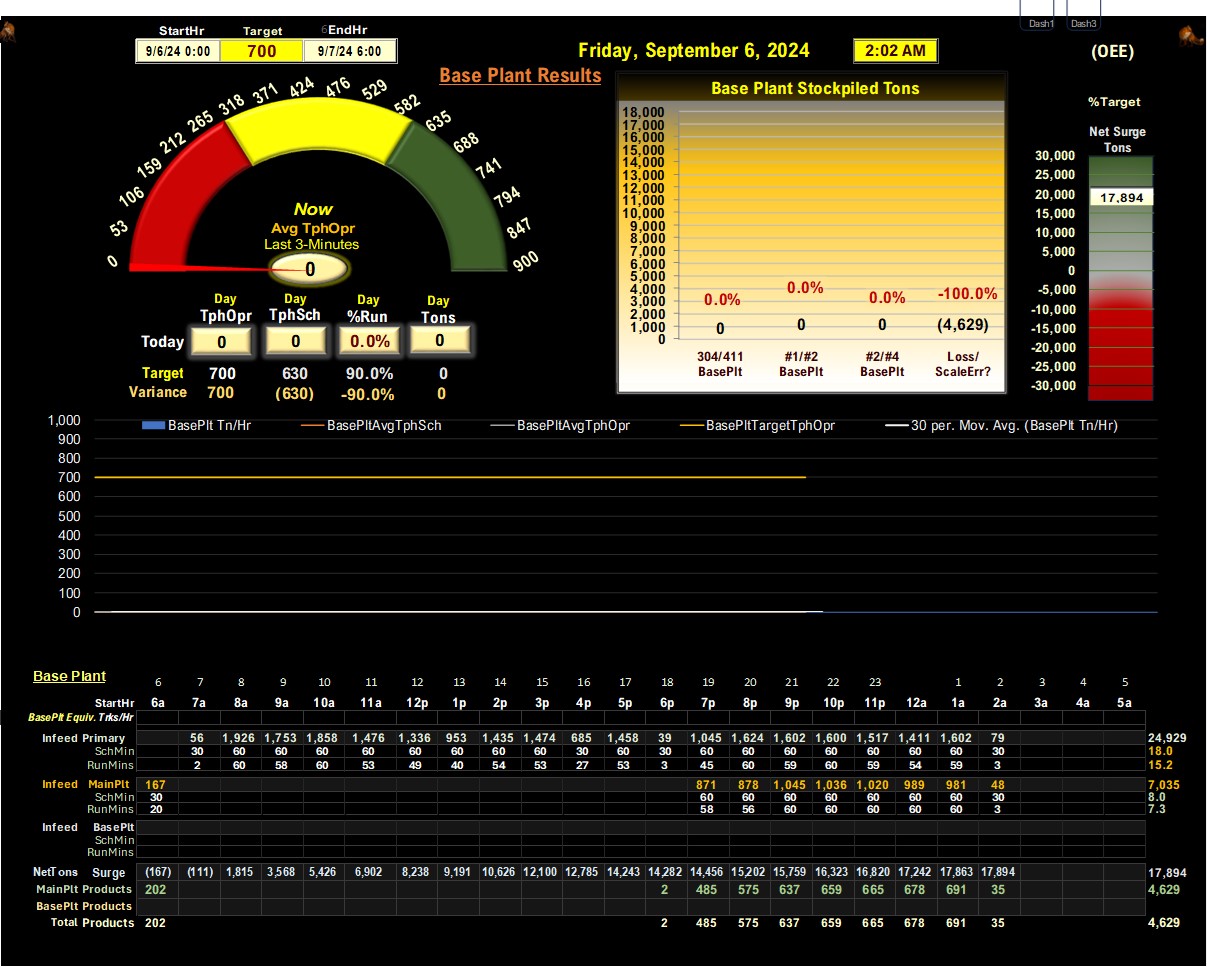 Dash1 Dash3
StartHr Target 6EndHr
9/6/24 0:00 700 9/7/24 6:00
Friday, September 6, 2024 2:02 AM (OEE)
Base Plant Results
0 53 106 159 212 265 318 371 424 476 529 582 635 688 741 794 847 900
Now
Avg TphOpr
Last 3-Minutes
0
Day Day Day Day
TphOpr TphSch %Run Tons
Today 0 0 0.0% 0
Target 700 630 90.0% 0
Variance 700 (630) -90.0% 0
Base Plant Stockpiled Tons
18,000
17,000
16,000
15,000
14,000
13,000
12,000
11,000
10,000
9,000
8,000
7,000
6,000
5,000
4,000
3,000
2,000
1,000
0
0.0% 0.0% 0.0% -100.0%
0 0 0 (4,629)
304/411 #1/#2 #2/#4 Loss/
BasePlt BasePlt BasePlt ScaleErr?
%Target
Net Surge
Tons
30,000
25,000
20,000
17,894
15,000
10,000
5,000
0
-5,000
-10,000
-15,000
-20,000
-25,000
-30,000
BasePlt Tn/Hr BasePltAvgTphSch BasePltAvgTphOpr BasePltTargetTphOpr 30 per. Mov. Avg. (BasePlt Tn/Hr)
1,000
900
800
700
600
500
400
300
200
100
0
Base Plant 6 7 8 9 10 11 12 13 14 15 16 17 18 19 20 21 22 23 1 2 3 4 5
StartHr 6a 7a 8a 9a 10a 11a 12p 1p 2p 3p 4p 5p 6p 7p 8p 9p 10p 11p 12a 1a 2a 3a 4a 5a
BasePlt Equiv. Trks/Hr
Infeed Primary 56 1,926 1,753 1,858 1,476 1,336 953 1,435 1,474 685 1,458 39 1,045 1,624 1,602 1,600 1,517 1,411 1,602 79 24,929
SchMin 30 60 60 60 60 60 60 60 60 30 60 30 60 60 60 60 60 60 60 30 18.0
RunMins 2 60 58 60 53 49 40 54 53 27 53 3 45 60 59 60 59 54 59 3 15.2
Infeed MainPlt 167 871 878 1,045 1,036 1,020 989 981 48 7,035
SchMin 30 60 60 60 60 60 60 60 30 8.0
RunMins 20 58 56 60 60 60 60 60 3 7.3
Infeed BasePlt
SchMin
RunMins
NetTons Surge (167) (111) 1,815 3,568 5,426 6,902 8,238 9,191 10,626 12,100 12,785 14,243 14,282 14,456 15,202 15,759 16,323 16,820 17,242 17,863 17,894 17,894
MainPlt Products 202 2 485 575 637 659 665 678 691 35 4,629
BasePlt Products
Total Products 202 2 485 575 637 659 665 678 691 35 4,629